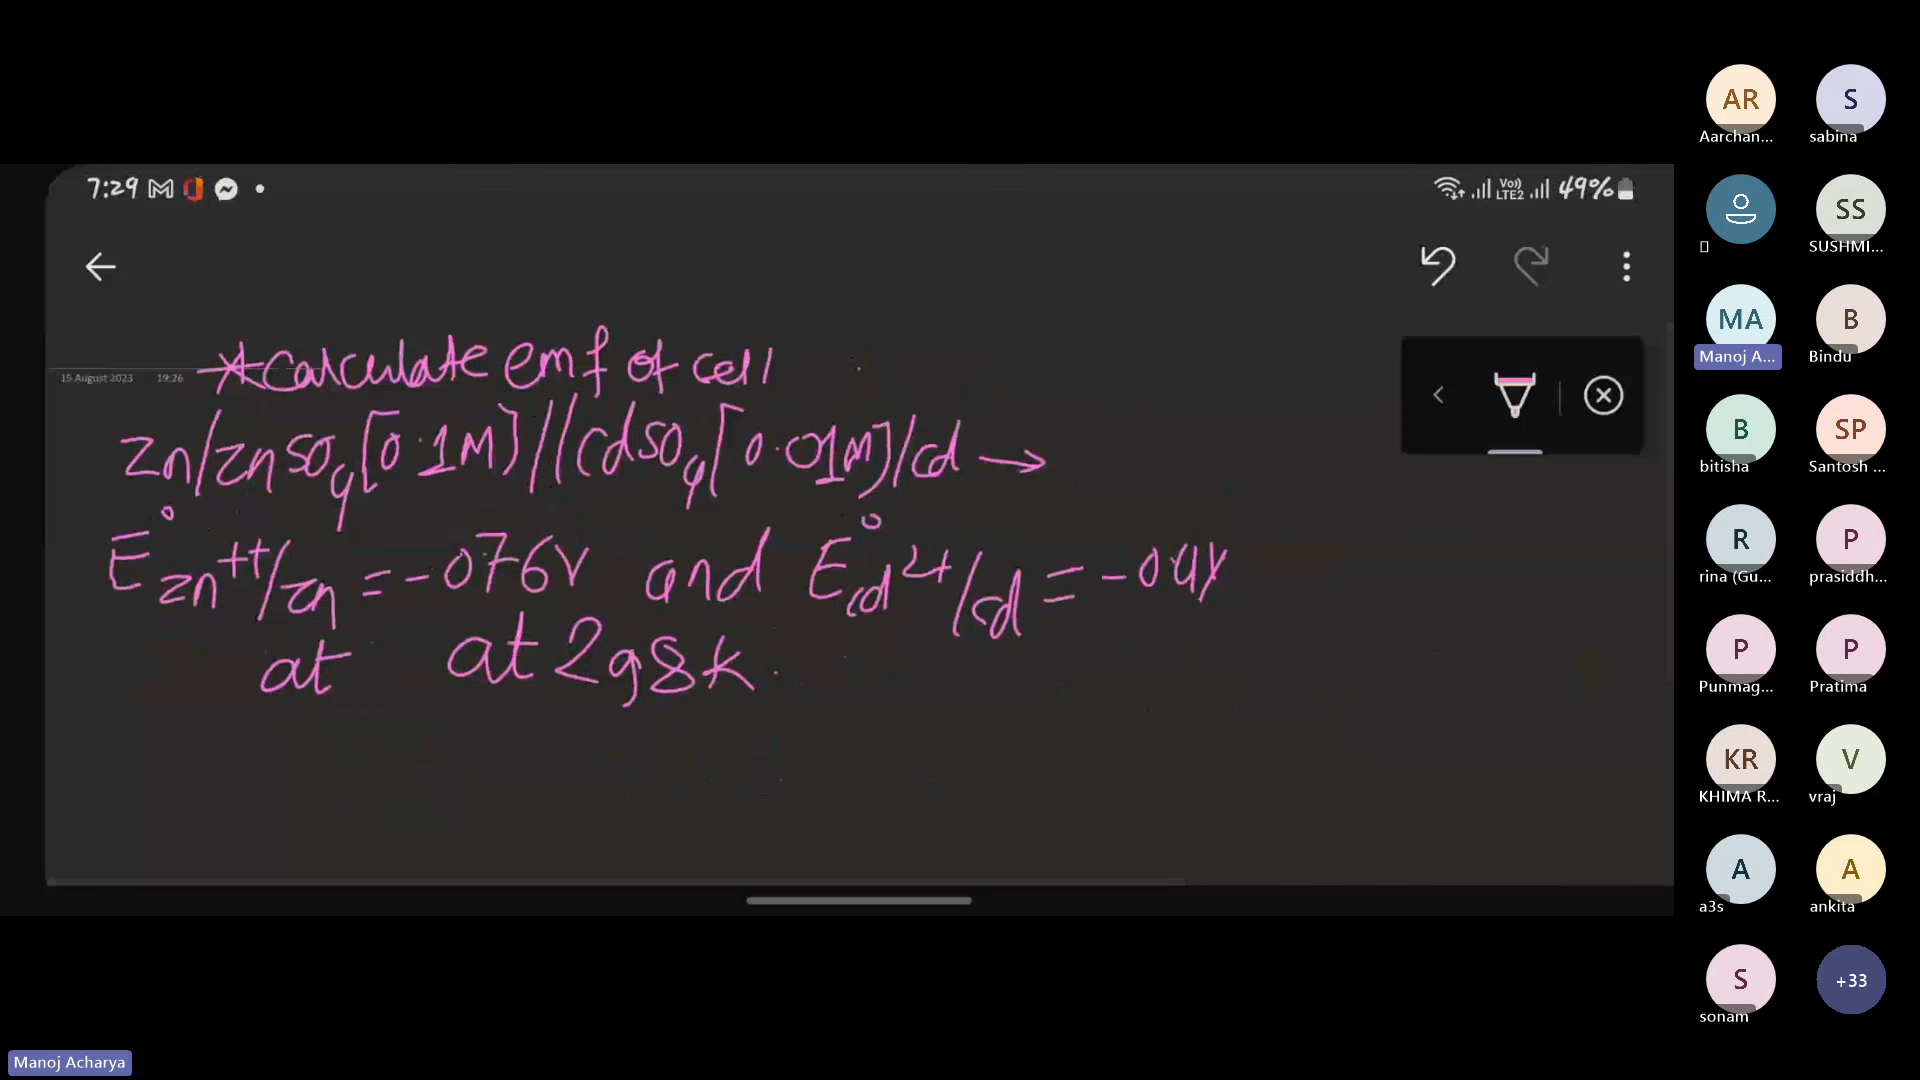 7:29
49%
15 August 2023 19:26
*Calculate emf of cell
Zn/ZnSO4[0.1M]//CdSO4[0.01M]/Cd →
E° Zn++/Zn = -076V and E° Cd2+/Cd = -0.4V
at at 298K.
AR
Aarchan...
S
sabina
SS
SUSHMI...
MA
Manoj A...
B
Bindu
B
bitisha
SP
Santosh ...
R
rina (Gu...
P
prasiddh...
P
Punmag...
P
Pratima
KR
KHIMA R...
V
vraj
A
a3s
A
ankita
S
sonam
+33
Manoj Acharya